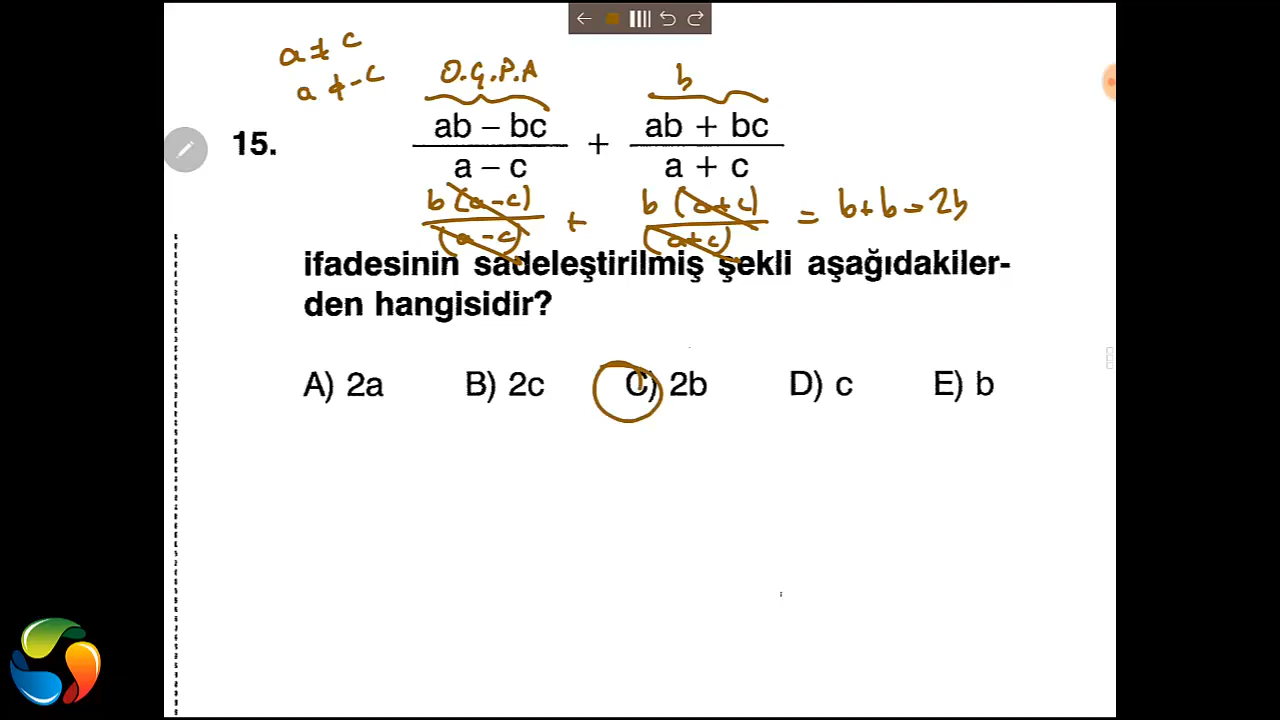 a ≠ c
a ≠ -c
O.Ç.P.A
b
15.
ab – bc
a – c
+
ab + bc
a + c
b (a-c)
(a-c)
+
b (a+c)
(a+c)
= b+b = 2b
ifadesinin sadeleştirilmiş şekli aşağıdakiler-
den hangisidir?
A) 2a B) 2c C) 2b D) c E) b